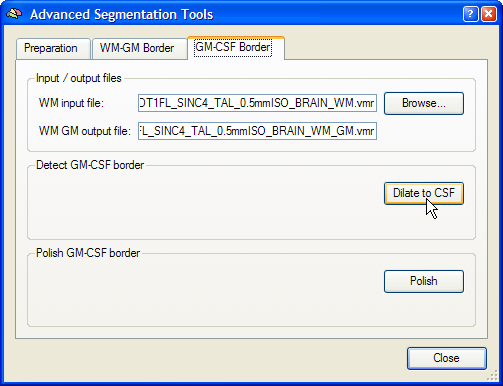 Advanced Segmentation Tools
Preparation WM-GM Border GM-CSF Border
Input / output files
WM input file: DT1FL_SINC4_TAL_0.5mmISO_BRAIN_WM.vmr Browse...
WM GM output file: FL_SINC4_TAL_0.5mmISO_BRAIN_WM_GM.vmr
Detect GM-CSF border
Dilate to CSF
Polish GM-CSF border
Polish
Close